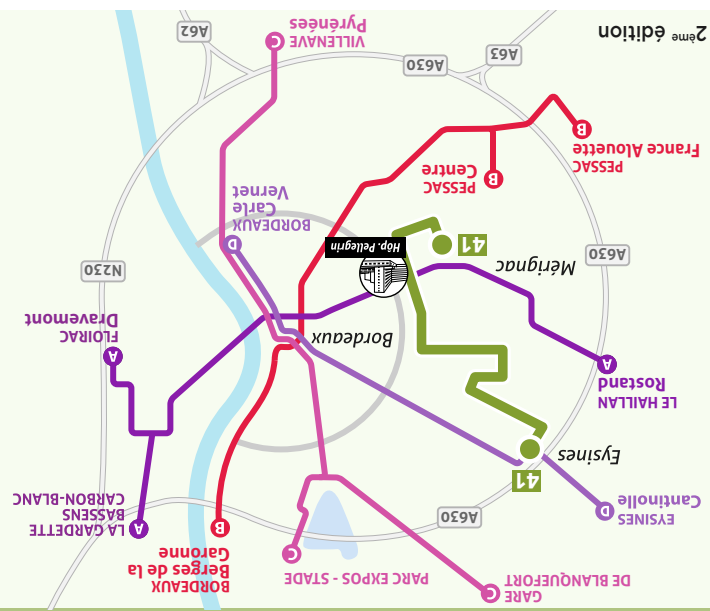 GARE
DE BLANQUEFORT
C
PARC EXPOS - STADE
C
BORDEAUX
Berges de la
Garonne
B
LA GARDETTE
BASSENS
CARBON-BLANC
A
EYSINES
Cantinolle
D
A630
41
Eysines
LE HAILLAN
Rostand
A
FLOIRAC
Dravemont
A
Bordeaux
Mérignac
41
Hôp. Pellegrin
A630
N230
BORDEAUX
Carle
Vernet
D
PESSAC
Centre
B
PESSAC
France Alouette
B
A630
A63
A62
VILLENAVE
Pyrénées
C
2ème édition